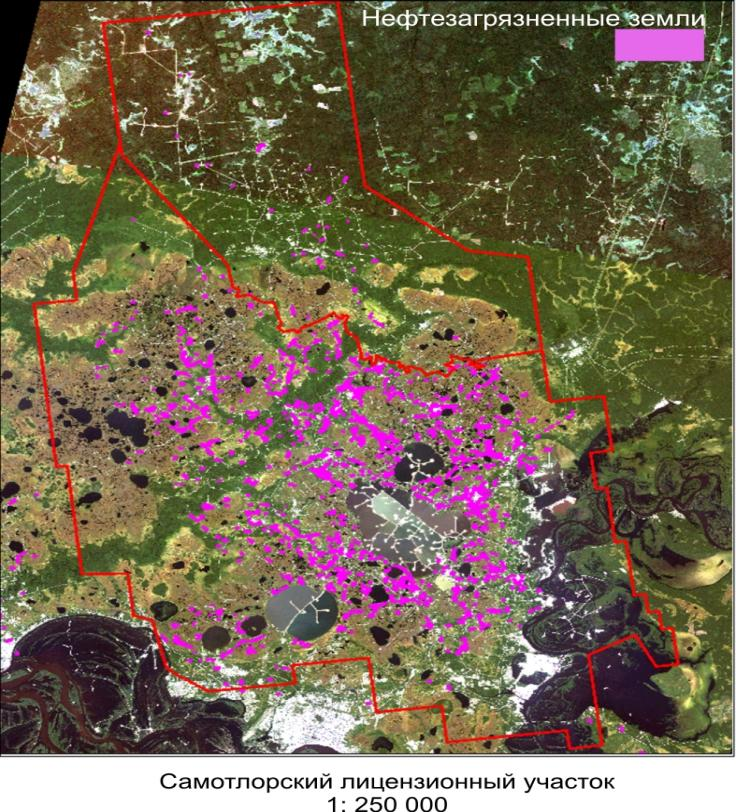 Нефтезагрязненные земли
Самотлорский лицензионный участок
1: 250 000